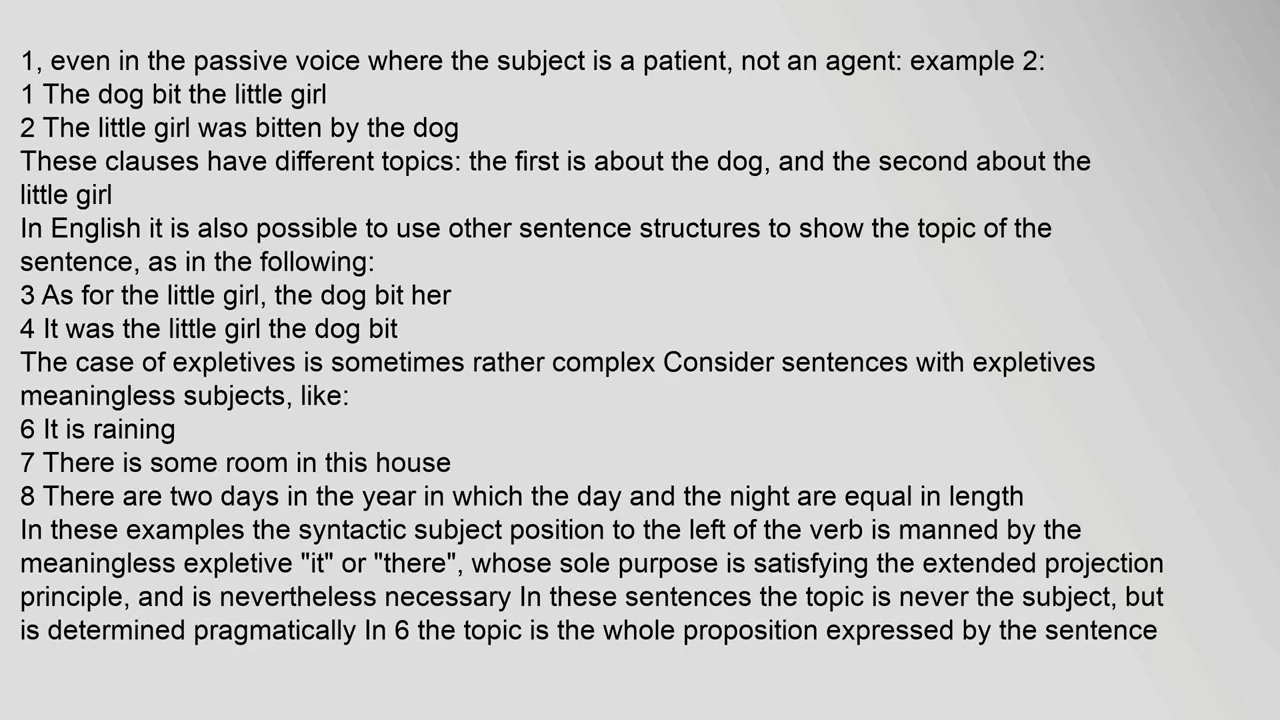 1, even in the passive voice where the subject is a patient, not an agent: example 2:
1 The dog bit the little girl
2 The little girl was bitten by the dog
These clauses have different topics: the first is about the dog, and the second about the
little girl
In English it is also possible to use other sentence structures to show the topic of the
sentence, as in the following:
3 As for the little girl, the dog bit her
4 It was the little girl the dog bit
The case of expletives is sometimes rather complex Consider sentences with expletives
meaningless subjects, like:
6 It is raining
7 There is some room in this house
8 There are two days in the year in which the day and the night are equal in length
In these examples the syntactic subject position to the left of the verb is manned by the
meaningless expletive "it" or "there", whose sole purpose is satisfying the extended projection
principle, and is nevertheless necessary In these sentences the topic is never the subject, but
is determined pragmatically In 6 the topic is the whole proposition expressed by the sentence